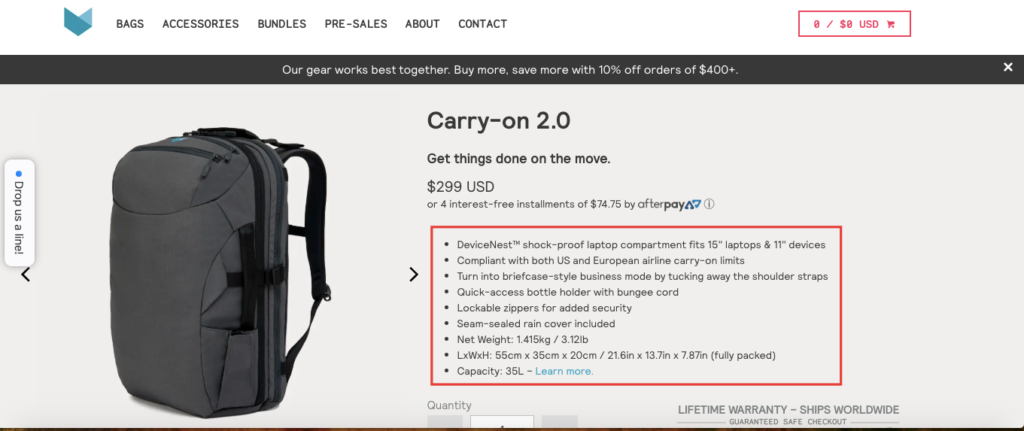 BAGS ACCESSORIES BUNDLES PRE-SALES ABOUT CONTACT 0 / $0 USD
Our gear works best together. Buy more, save more with 10% off orders of $400+.
Carry-on 2.0
Get things done on the move.
$299 USD
or 4 interest-free installments of $74.75 by afterpay
Drop us a line!
DeviceNest™ shock-proof laptop compartment fits 15" laptops & 11" devices
Compliant with both US and European airline carry-on limits
Turn into briefcase-style business mode by tucking away the shoulder straps
Quick-access bottle holder with bungee cord
Lockable zippers for added security
Seam-sealed rain cover included
Net Weight: 1.415kg / 3.12lb
LxWxH: 55cm x 35cm x 20cm / 21.6in x 13.7in x 7.87in (fully packed)
Capacity: 35L – Learn more.
Quantity
LIFETIME WARRANTY – SHIPS WORLDWIDE
GUARANTEED SAFE CHECKOUT